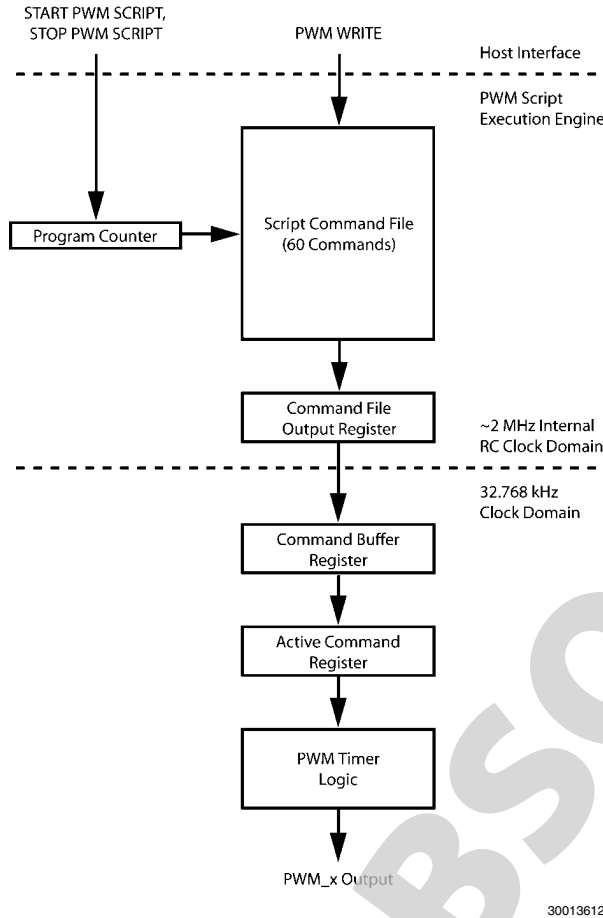 START PWM SCRIPT,
STOP PWM SCRIPT
PWM WRITE
Host Interface
PWM Script
Execution Engine
Program Counter
Script Command File
(60 Commands)
Command File
Output Register
~2 MHz Internal
RC Clock Domain
32.768 kHz
Clock Domain
Command Buffer
Register
Active Command
Register
PWM Timer
Logic
PWM_x Output
BSO
30013612